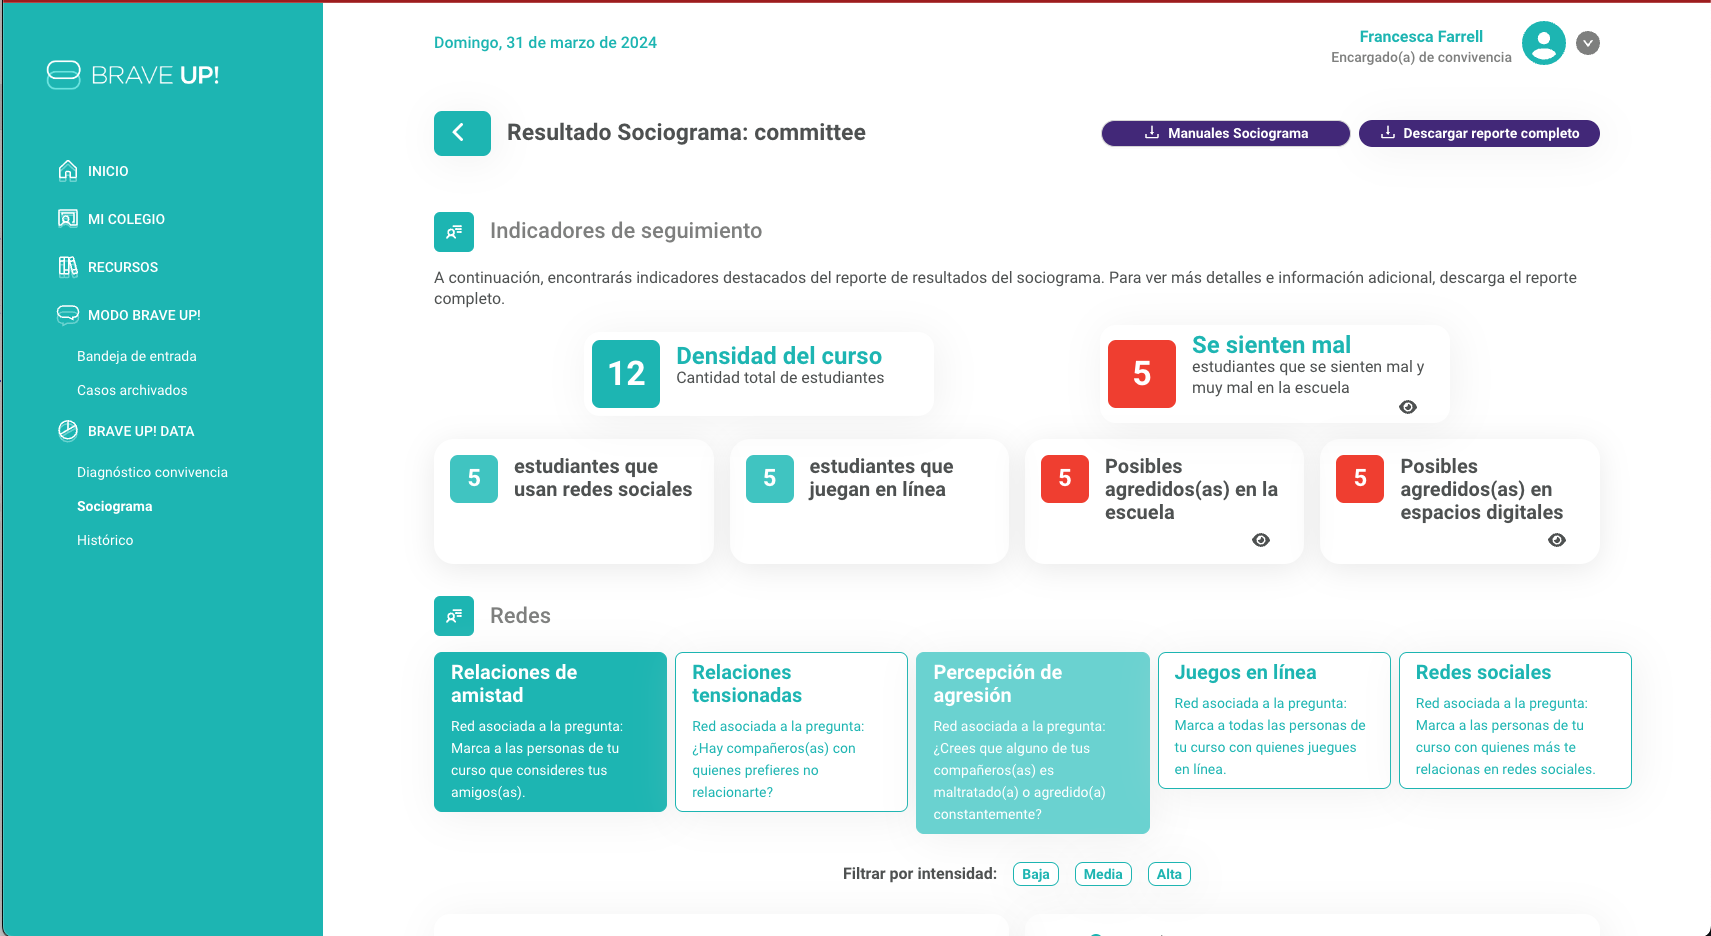 BRAVE UP!
INICIO
MI COLEGIO
RECURSOS
MODO BRAVE UP!
Bandeja de entrada
Casos archivados
BRAVE UP! DATA
Diagnóstico convivencia
Sociograma
Histórico
Domingo, 31 de marzo de 2024
Francesca Farrell
Encargado(a) de convivencia
Resultado Sociograma: committee
Manuales Sociograma
Descargar reporte completo
Indicadores de seguimiento
A continuación, encontrarás indicadores destacados del reporte de resultados del sociograma. Para ver más detalles e información adicional, descarga el reporte
completo.
12
Densidad del curso
Cantidad total de estudiantes
5
Se sienten mal
estudiantes que se sienten mal y
muy mal en la escuela
5
estudiantes que
usan redes sociales
5
estudiantes que
juegan en línea
5
Posibles
agredidos(as) en la
escuela
5
Posibles
agredidos(as) en
espacios digitales
Redes
Relaciones de
amistad
Red asociada a la pregunta:
Marca a las personas de tu
curso que consideres tus
amigos(as).
Relaciones
tensionadas
Red asociada a la pregunta:
¿Hay compañeros(as) con
quienes prefieres no
relacionarte?
Percepción de
agresión
Red asociada a la pregunta:
¿Crees que alguno de tus
compañeros(as) es
maltratado(a) o agredido(a)
constantemente?
Juegos en línea
Red asociada a la pregunta:
Marca a todas las personas de
tu curso con quienes juegues
en línea.
Redes sociales
Red asociada a la pregunta:
Marca a las personas de tu
curso con quienes más te
relacionas en redes sociales.
Filtrar por intensidad:
Baja
Media
Alta